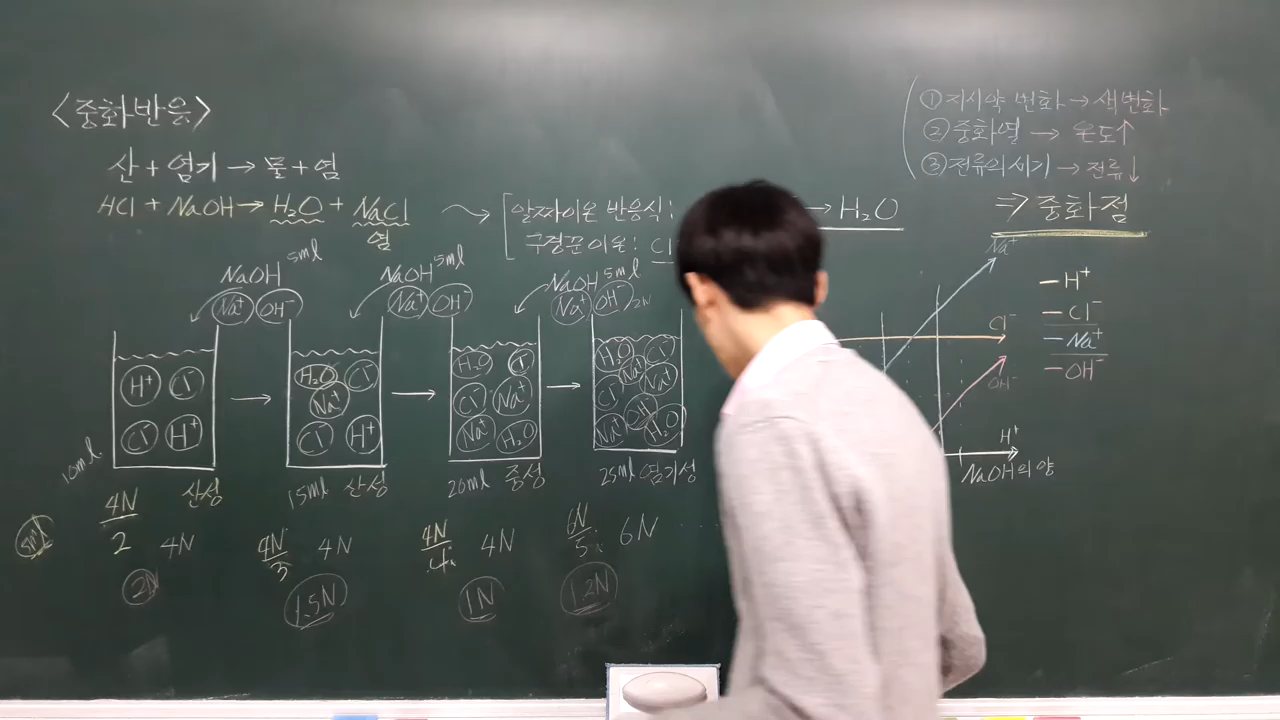 <중화반응>
산 + 염기 → 물 + 염
HCl + NaOH → H₂O + NaCl
염
알짜이온 반응식:
→ H₂O
구경꾼 이온: Cl
① 지시약 변화 → 색변화
② 중화열 → 온도↑
③ 전류의 세기 → 전류↓
⇒ 중화점
NaOH 5ml
Na⁺ OH⁻
NaOH 5ml
Na⁺ OH⁻
NaOH 5ml
Na⁺ OH⁻ 2N
H⁺ Cl⁻
Cl⁻ H⁺
10ml 산성
→
H₂O Cl⁻
Na⁺
Cl⁻ H⁺
15ml 산성
→
H₂O Cl⁻
Cl⁻ Na⁺
Na⁺ H₂O
20ml 중성
→
H₂O Cl⁻
Na⁺ Na⁺
Cl⁻ OH⁻
Na⁺ H₂O
25ml 염기성
Na⁺
Cl⁻
OH⁻
H⁺
NaOH의 양
– H⁺
– Cl⁻
– Na⁺
– OH⁻
5ml
4N/2 4N
2N
4N/3 4N
1.5N
4N/4 4N
1N
6N/5 6N
1.2N